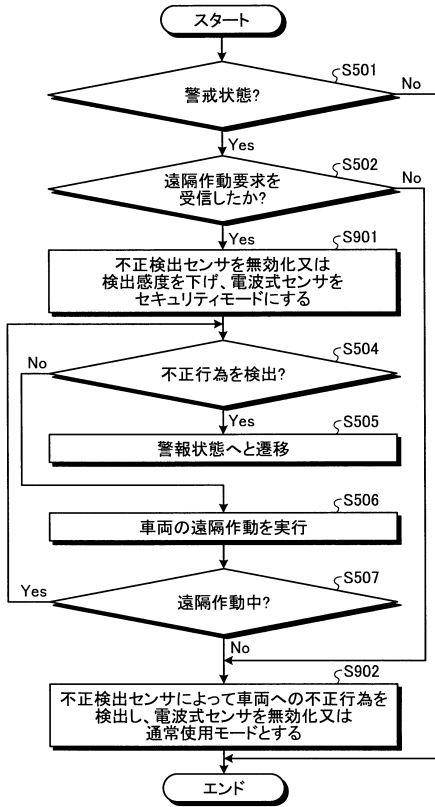 スタート
S501
警戒状態?
No
Yes
S502
遠隔作動要求を
受信したか?
No
Yes
S901
不正検出センサを無効化又は
検出感度を下げ、電波式センサを
セキュリティモードにする
S504
No
不正行為を検出?
Yes
S505
警報状態へと遷移
S506
車両の遠隔作動を実行
S507
Yes
遠隔作動中?
No
S902
不正検出センサによって車両への不正行為を
検出し、電波式センサを無効化又は
通常使用モードとする
エンド